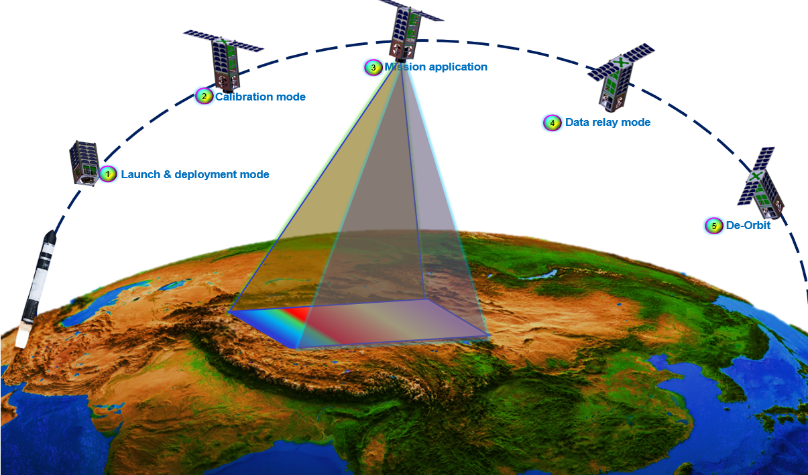 3 Mission application
2 Calibration mode
4 Data relay mode
1 Launch & deployment mode
5 De-Orbit